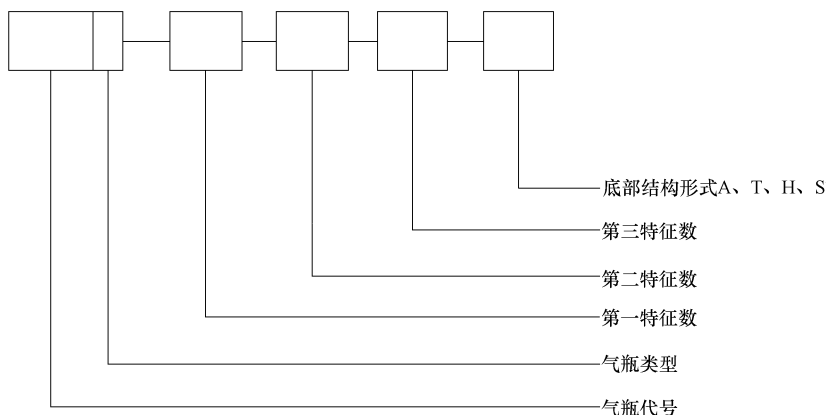 底部结构形式A、T、H、S
第三特征数
第二特征数
第一特征数
气瓶类型
气瓶代号